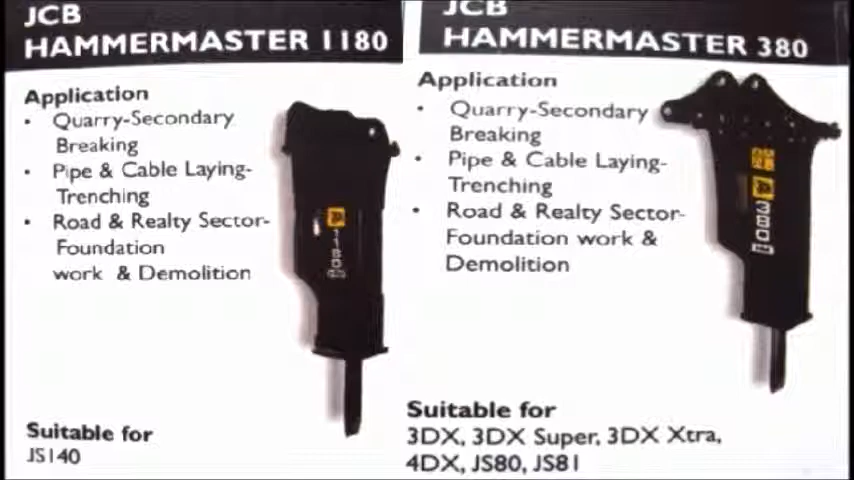 JCB
HAMMERMASTER 1180
Application
• Quarry-Secondary
Breaking
• Pipe & Cable Laying-
Trenching
• Road & Realty Sector-
Foundation
work & Demolition
1180
Suitable for
JS140
JCB
HAMMERMASTER 380
Application
• Quarry-Secondary
Breaking
• Pipe & Cable Laying-
Trenching
• Road & Realty Sector-
Foundation work &
Demolition
380
Suitable for
3DX, 3DX Super, 3DX Xtra,
4DX, JS80, JS81